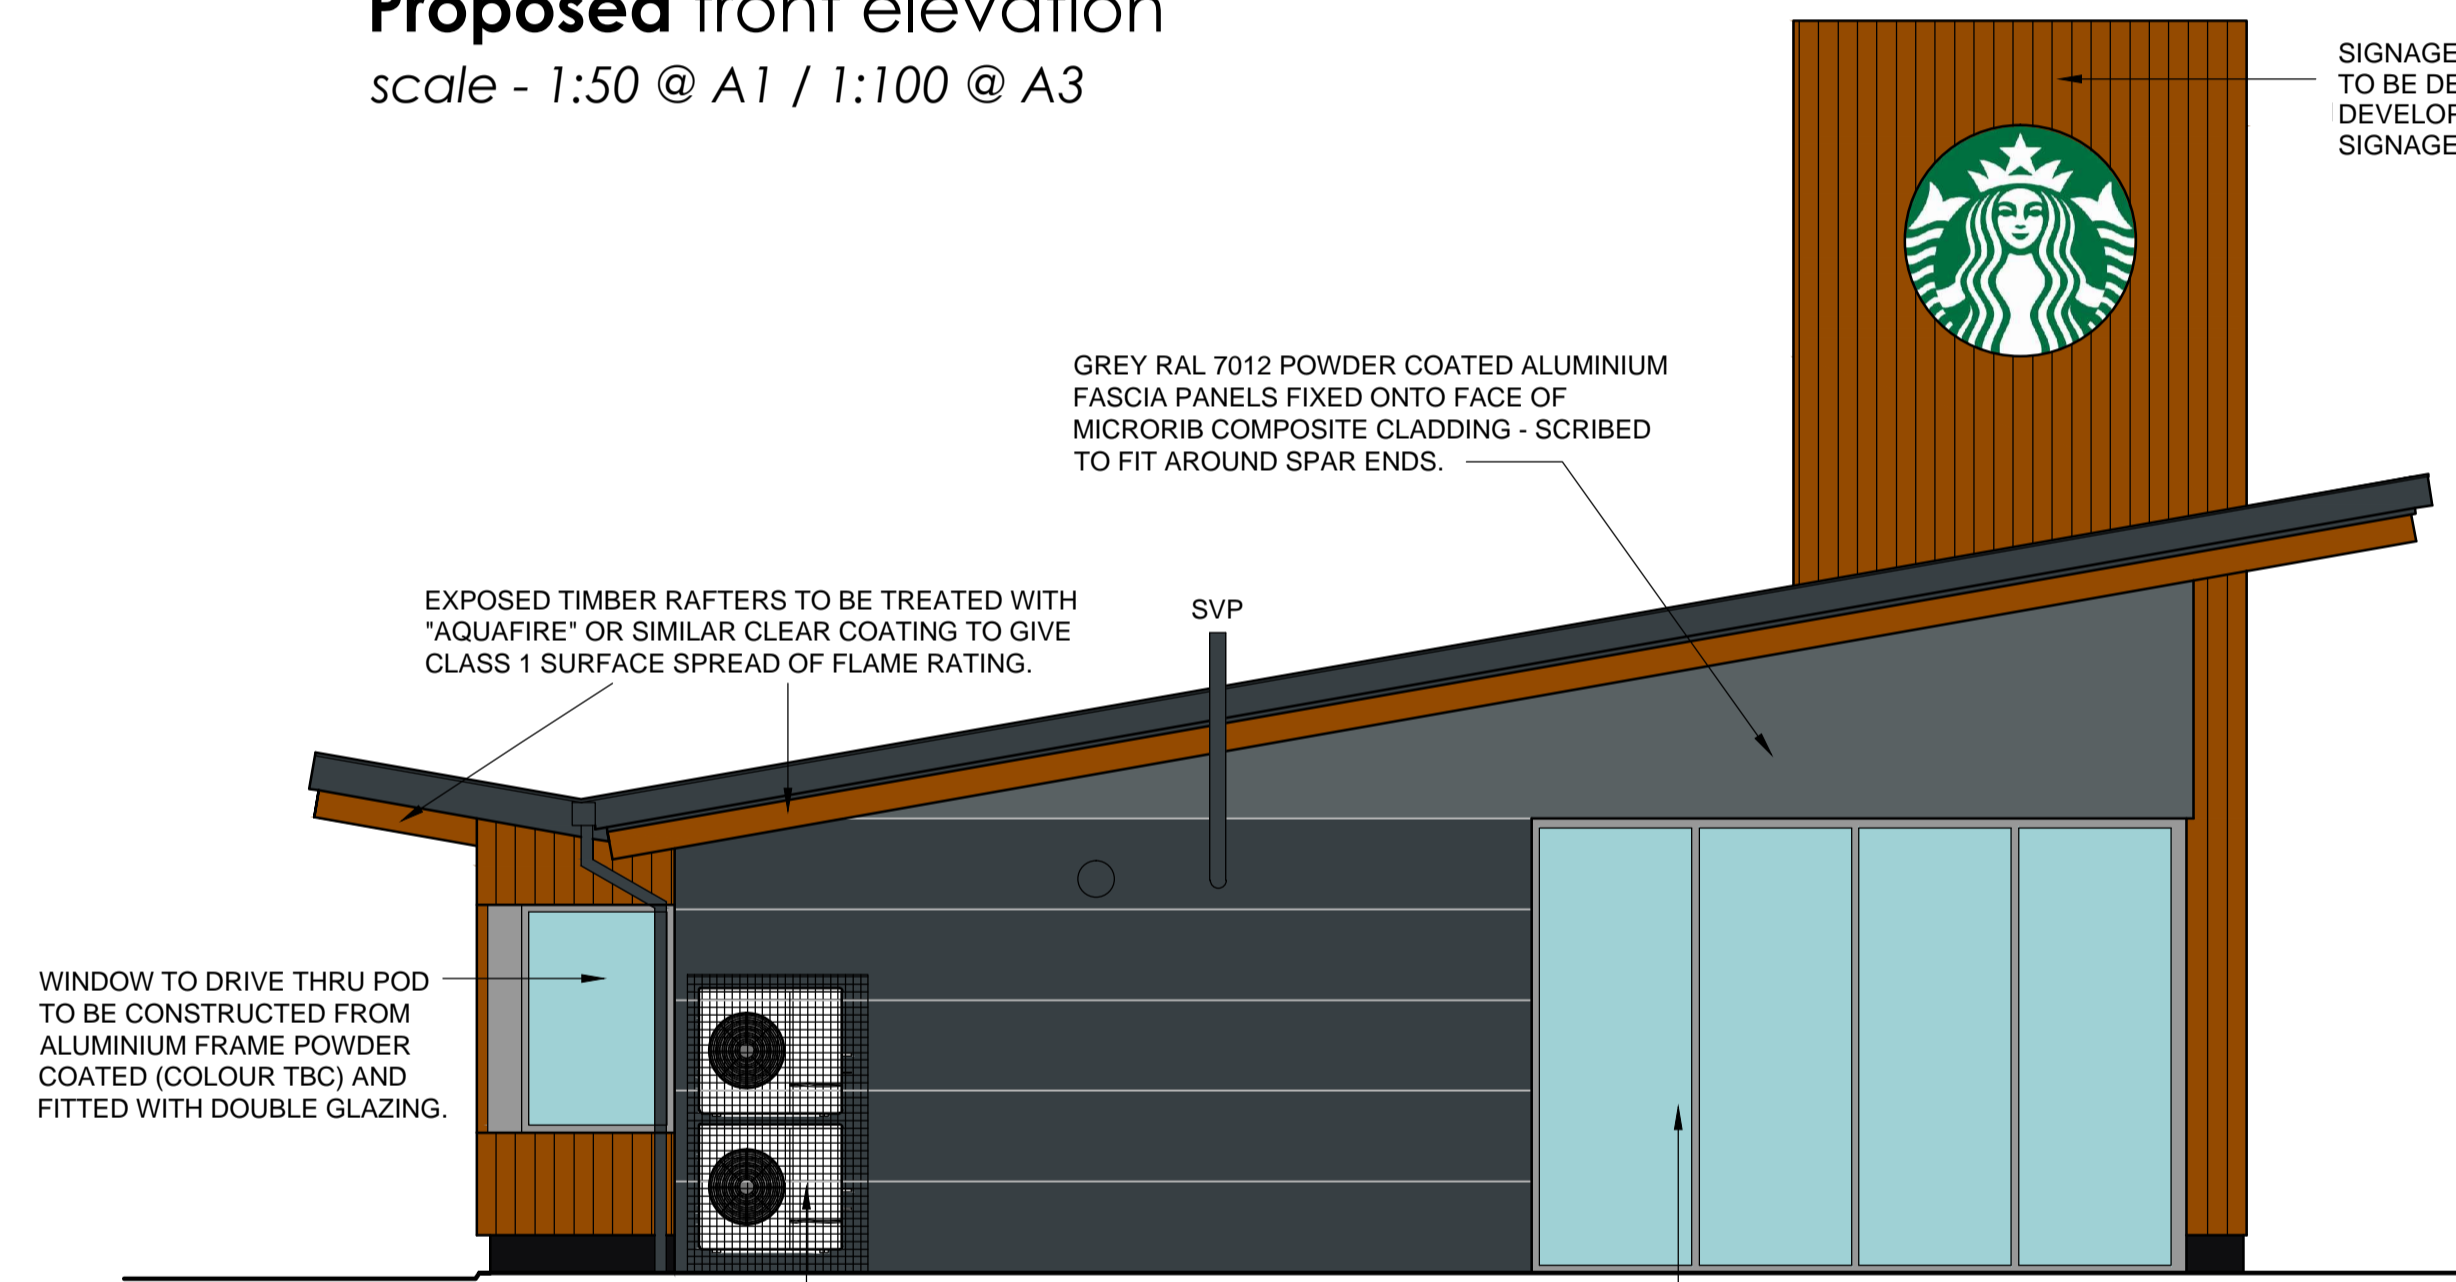 Proposed front elevation
scale - 1:50 @ A1 / 1:100 @ A3
SIGNAGE
TO BE
SIGNAGE
GREY RAL 7012 POWDER COATED ALUMINIUM
FASCIA PANELS FIXED ONTO FACE OF
MICRORIB COMPOSITE CLADDING - SCRIBED
TO FIT AROUND SPAR ENDS.
EXPOSED TIMBER RAFTERS TO BE TREATED WITH
"AQUAFIRE" OR SIMILAR CLEAR COATING TO GIVE
CLASS 1 SURFACE SPREAD OF FLAME RATING.
SVP
WINDOW TO DRIVE THRU POD
TO BE CONSTRUCTED FROM
ALUMINIUM FRAME POWDER
COATED (COLOUR TBC) AND
FITTED WITH DOUBLE GLAZING.